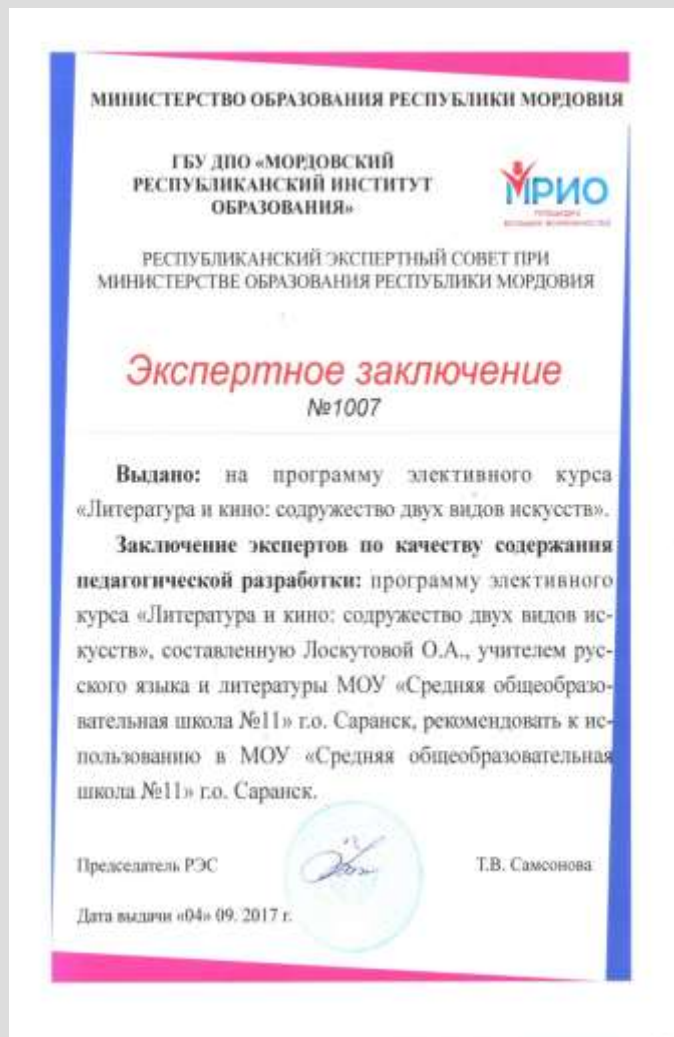 МИНИСТЕРСТВО ОБРАЗОВАНИЯ РЕСПУБЛИКИ МОРДОВИЯ
ГБУ ДПО «МОРДОВСКИЙ
РЕСПУБЛИКАНСКИЙ ИНСТИТУТ
ОБРАЗОВАНИЯ»
МРИО
ПЛОЩАДКА
БОЛЬШИХ ВОЗМОЖНОСТЕЙ
РЕСПУБЛИКАНСКИЙ ЭКСПЕРТНЫЙ СОВЕТ ПРИ
МИНИСТЕРСТВЕ ОБРАЗОВАНИЯ РЕСПУБЛИКИ МОРДОВИЯ
Экспертное заключение
№1007
Выдано: на программу элективного курса
«Литература и кино: содружество двух видов искусств».
Заключение экспертов по качеству содержания
педагогической разработки: программу элективного
курса «Литература и кино: содружество двух видов ис-
кусств», составленную Лоскутовой О.А., учителем рус-
ского языка и литературы МОУ «Средняя общеобразо-
вательная школа №11» г.о. Саранск, рекомендовать к ис-
пользованию в МОУ «Средняя общеобразовательная
школа №11» г.о. Саранск.
Председатель РЭС
Т.В. Самсонова
Дата выдачи «04» 09. 2017 г.